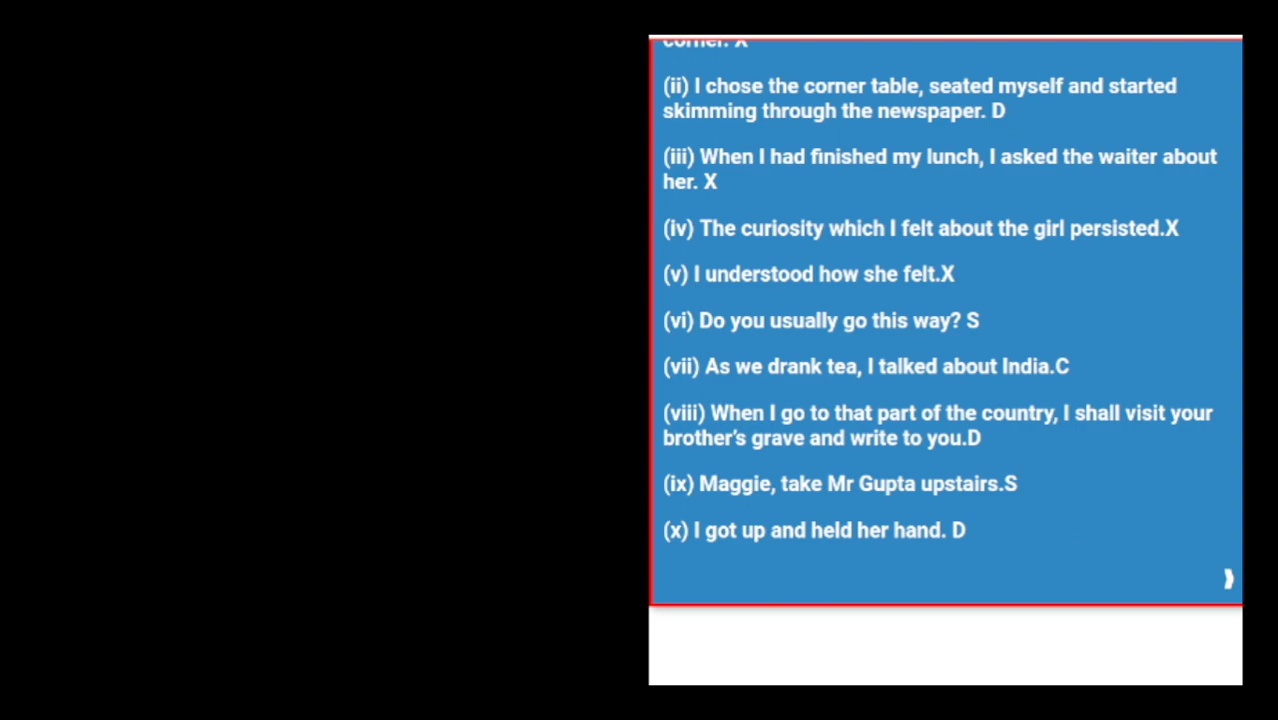 corner. X
(ii) I chose the corner table, seated myself and started
skimming through the newspaper. D
(iii) When I had finished my lunch, I asked the waiter about
her. X
(iv) The curiosity which I felt about the girl persisted.X
(v) I understood how she felt.X
(vi) Do you usually go this way? S
(vii) As we drank tea, I talked about India.C
(viii) When I go to that part of the country, I shall visit your
brother’s grave and write to you.D
(ix) Maggie, take Mr Gupta upstairs.S
(x) I got up and held her hand. D